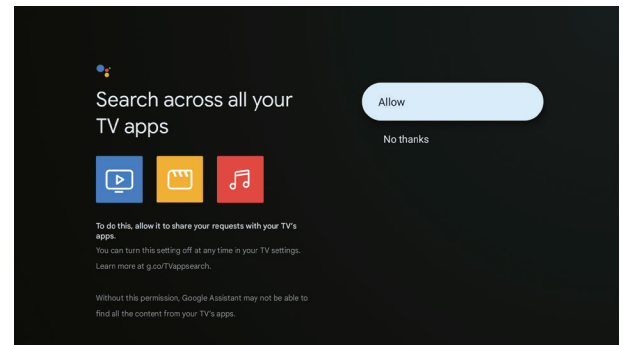 Search across all your
TV apps
To do this, allow it to share your requests with your TV's
apps.
You can turn this setting off at any time in your TV settings.
Learn more at g.co/TVappsearch.
Without this permission, Google Assistant may not be able to
find all the content from your TV's apps.
Allow
No thanks